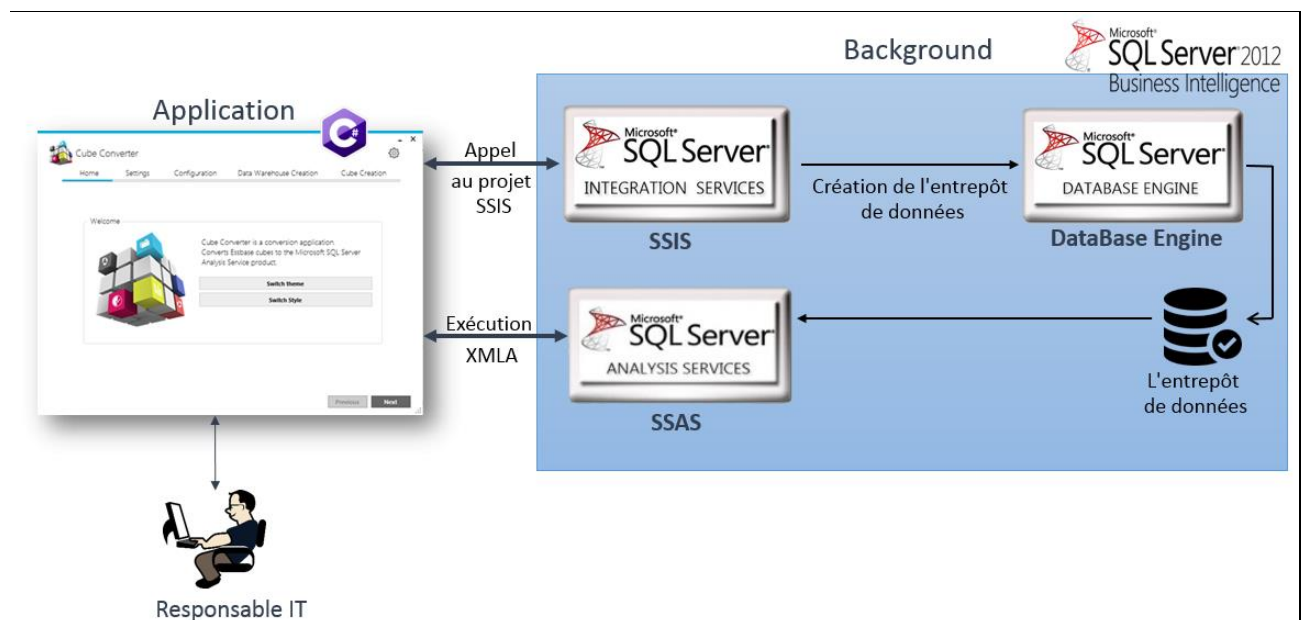 Background
Microsoft®
SQL Server® 2012
Business Intelligence
Application
C#
Cube Converter
Home Settings Configuration Data Warehouse Creation Cube Creation
Welcome
Cube Converter is a conversion application.
Converts Essbase cubes to the Microsoft SQL Server
Analysis Service product.
Switch theme
Switch Style
Previous Next
Appel
au projet
SSIS
Exécution
XMLA
Microsoft®
SQL Server®
INTEGRATION SERVICES
SSIS
Création de l'entrepôt
de données
Microsoft®
SQL Server®
DATABASE ENGINE
DataBase Engine
Microsoft®
SQL Server®
ANALYSIS SERVICES
SSAS
L'entrepôt
de données
Responsable IT